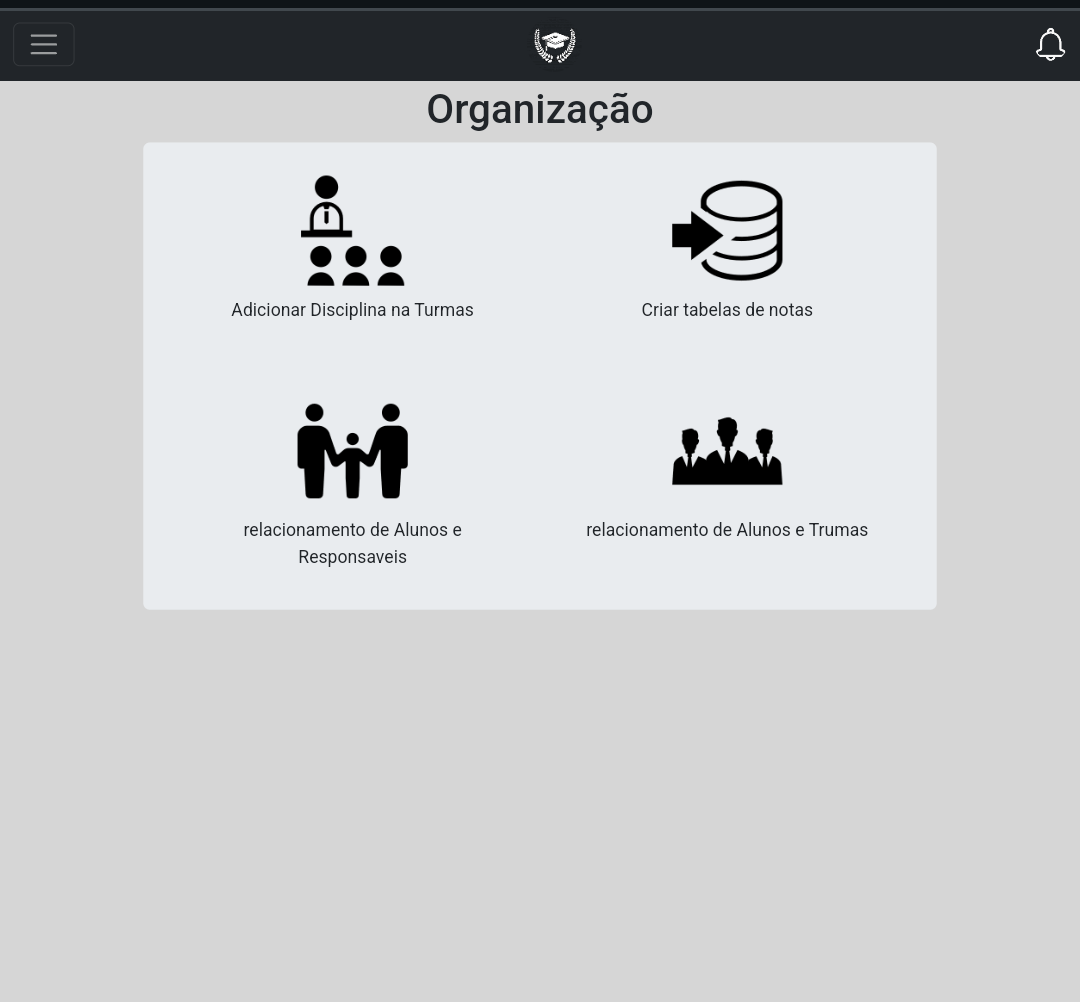 Organização
Adicionar Disciplina na Turmas
Criar tabelas de notas
relacionamento de Alunos e
Responsaveis
relacionamento de Alunos e Trumas